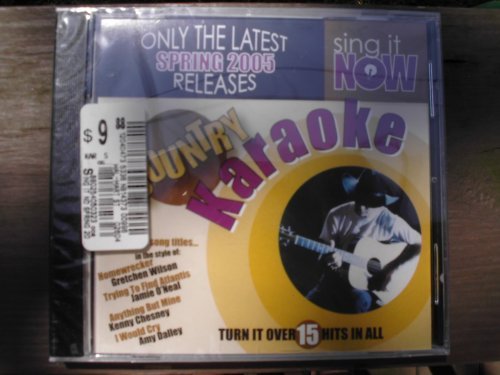 ONLY THE LATEST
SPRING 2005
RELEASES
sing it
NOW
COUNTRY
Karaoke
$9 88
KAR S
song titles...
in the style of:
Homewrecker
Gretchen Wilson
Trying To Find Atlantis
Jamie O'Neal
Anything But Mine
Kenny Chesney
I Would Cry
Amy Dalley
TURN IT OVER 15 HITS IN ALL